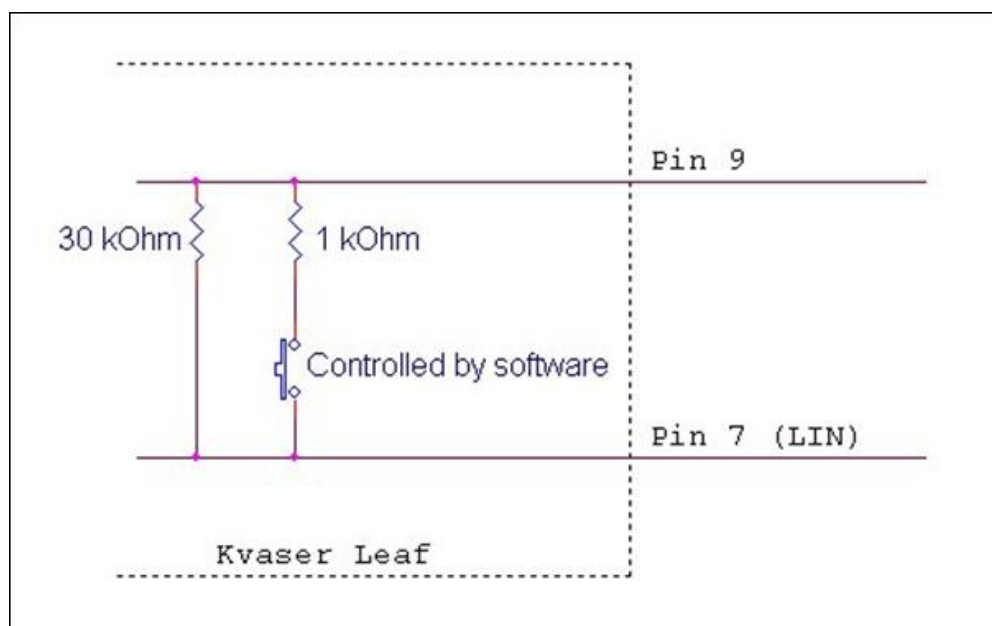 Pin 9
30 kOhm
1 kOhm
Controlled by software
Pin 7 (LIN)
Kvaser Leaf